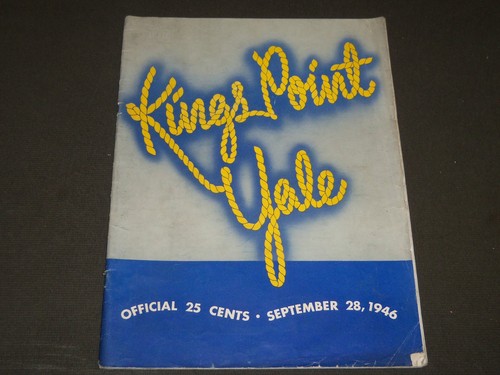 Kings Point
Yale
OFFICIAL 25 CENTS • SEPTEMBER 28, 1946